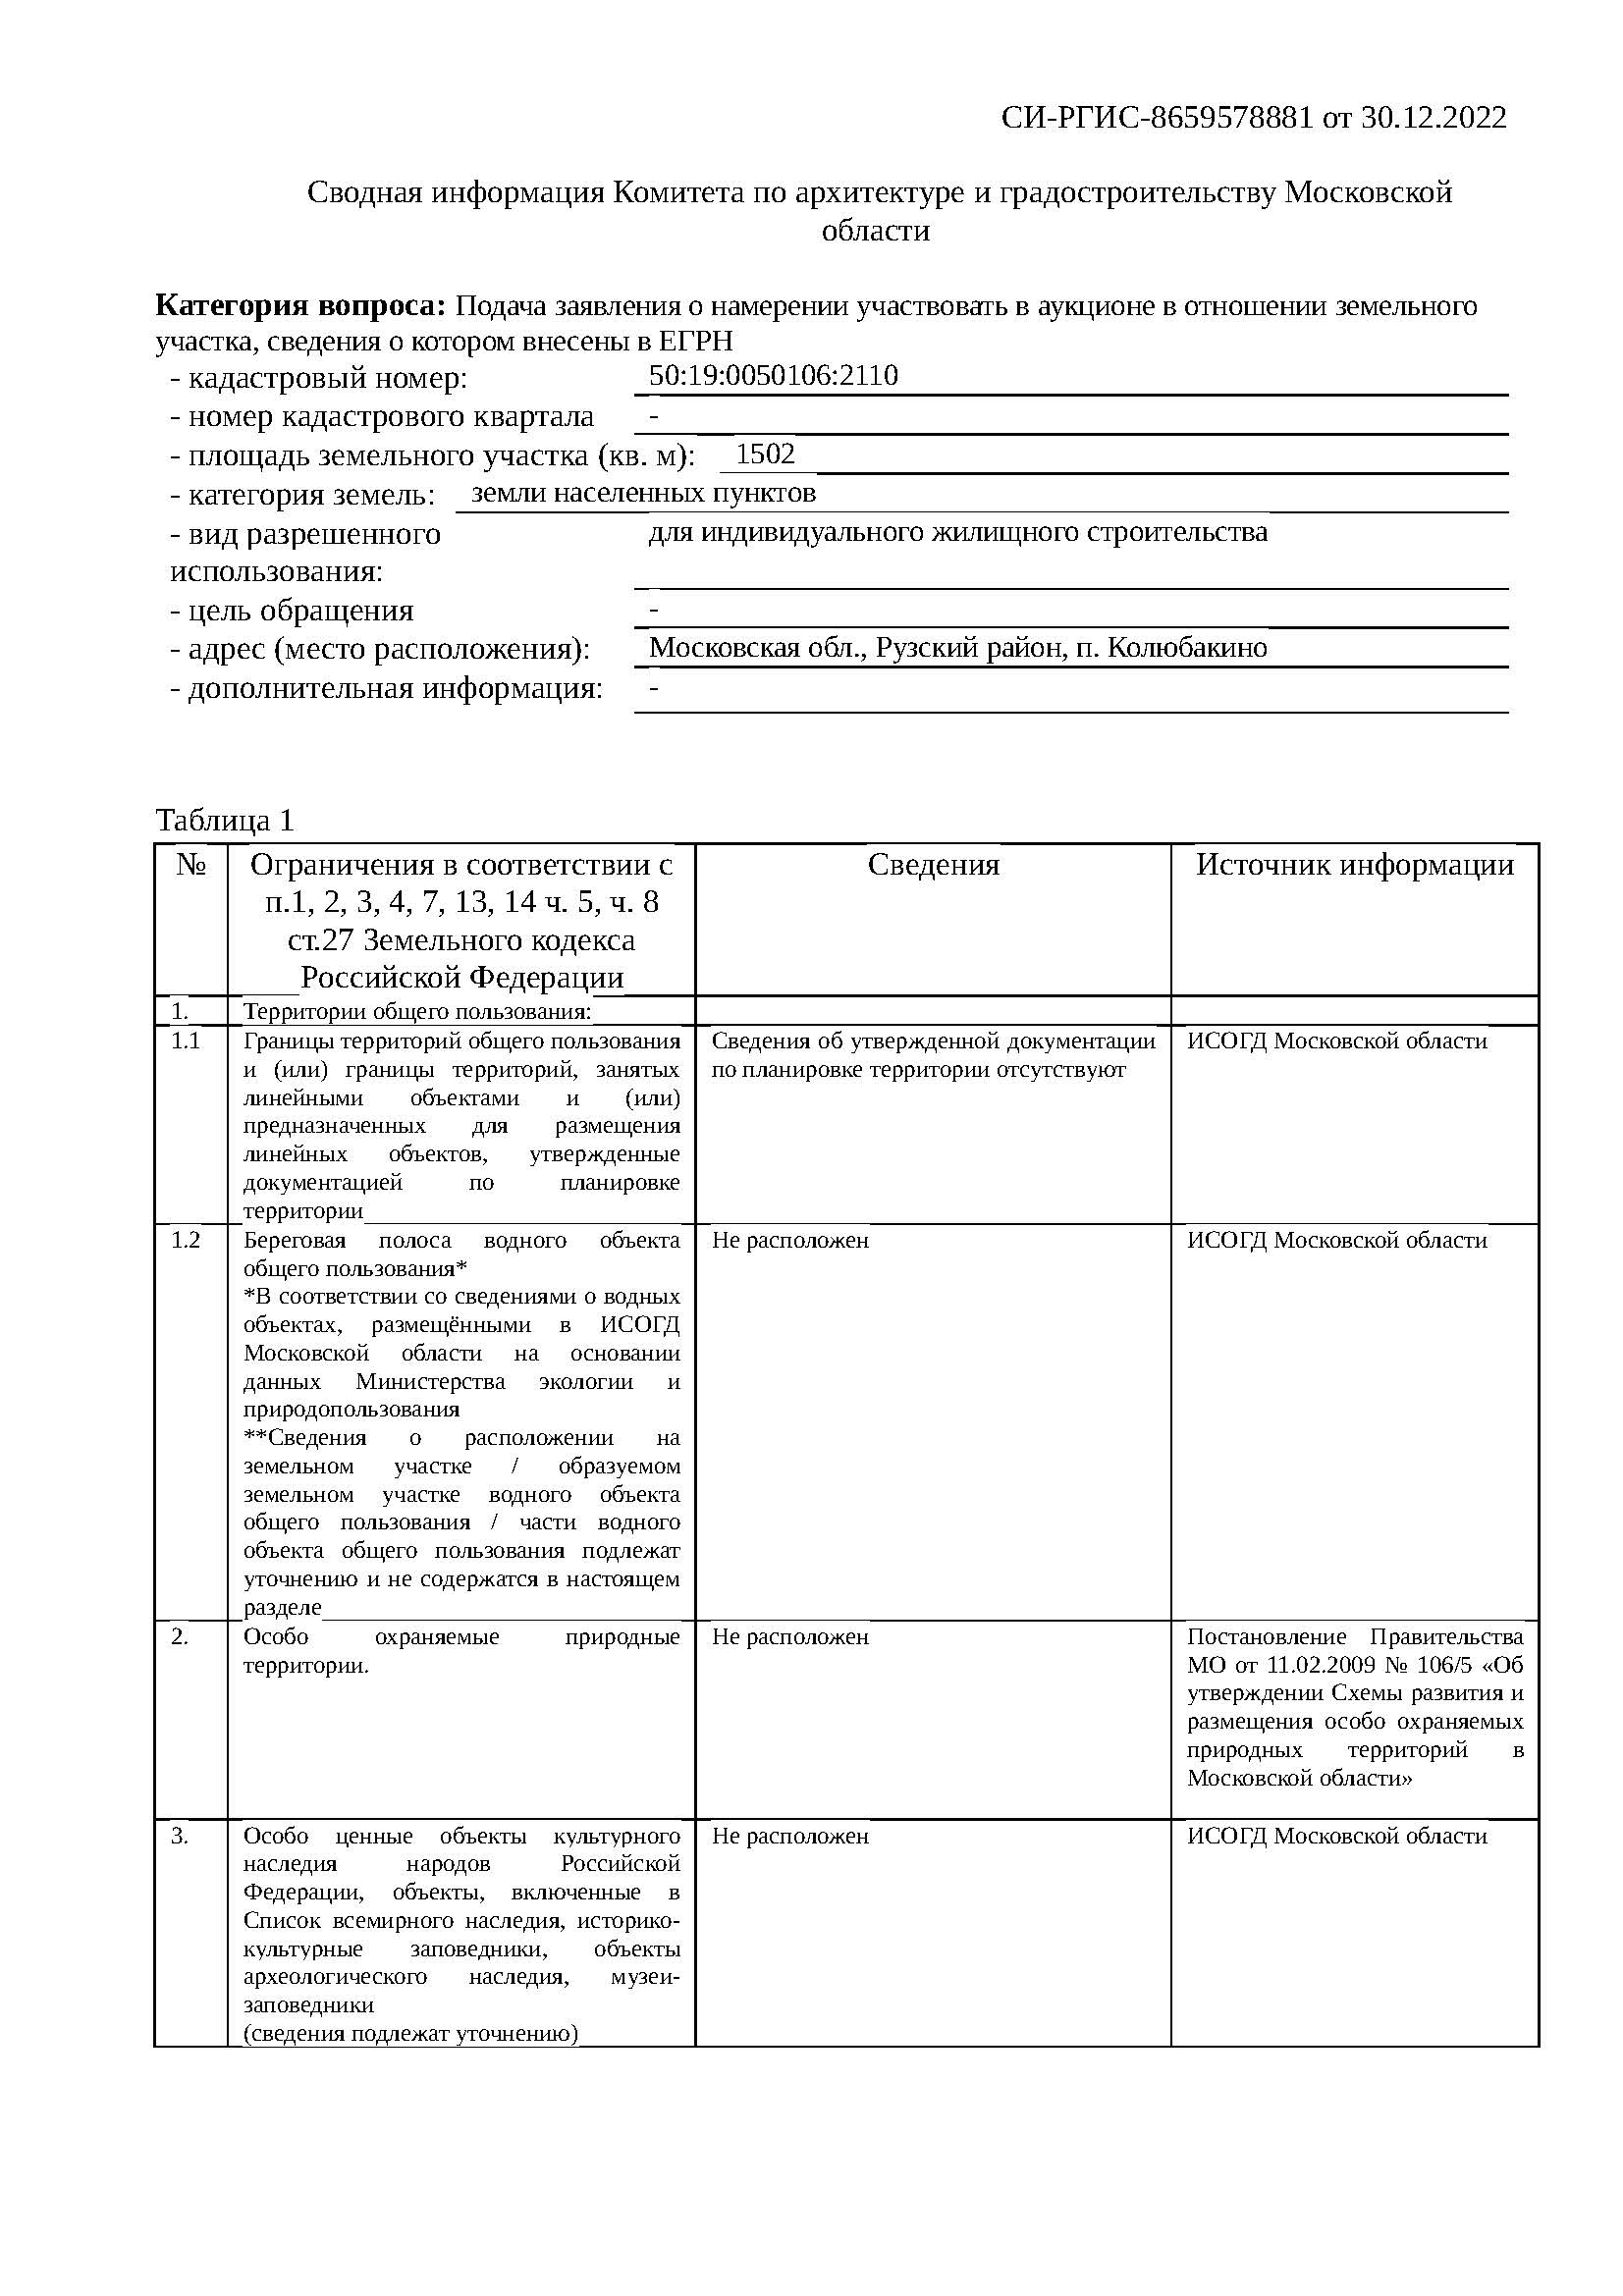 СИ-РГИС-8659578881 от 30.12.2022
Сводная информация Комитета по архитектуре и градостроительству Московской
области
Категория вопроса: Подача заявления о намерении участвовать в аукционе в отношении земельного
участка, сведения о котором внесены в ЕГРН
- кадастровый номер: 50:19:0050106:2110
- номер кадастрового квартала -
- площадь земельного участка (кв. м): 1502
- категория земель: земли населенных пунктов
- вид разрешенного для индивидуального жилищного строительства
использования:
- цель обращения -
- адрес (место расположения): Московская обл., Рузский район, п. Колюбакино
- дополнительная информация: -
Таблица 1
№ Ограничения в соответствии с Сведения Источник информации
п.1, 2, 3, 4, 7, 13, 14 ч. 5, ч. 8
ст.27 Земельного кодекса
Российской Федерации
1. Территории общего пользования:
1.1 Границы территорий общего пользования Сведения об утвержденной документации ИСОГД Московской области
и (или) границы территорий, занятых по планировке территории отсутствуют
линейными объектами и (или)
предназначенных для размещения
линейных объектов, утвержденные
документацией по планировке
территории
1.2 Береговая полоса водного объекта Не расположен ИСОГД Московской области
общего пользования*
*В соответствии со сведениями о водных
объектах, размещёнными в ИСОГД
Московской области на основании
данных Министерства экологии и
природопользования
**Сведения о расположении на
земельном участке / образуемом
земельном участке водного объекта
общего пользования / части водного
объекта общего пользования подлежат
уточнению и не содержатся в настоящем
разделе
2. Особо охраняемые природные Не расположен Постановление Правительства
территории. МО от 11.02.2009 № 106/5 «Об
утверждении Схемы развития и
размещения особо охраняемых
природных территорий в
Московской области»
3. Особо ценные объекты культурного Не расположен ИСОГД Московской области
наследия народов Российской
Федерации, объекты, включенные в
Список всемирного наследия, историко-
культурные заповедники, объекты
археологического наследия, музеи-
заповедники
(сведения подлежат уточнению)